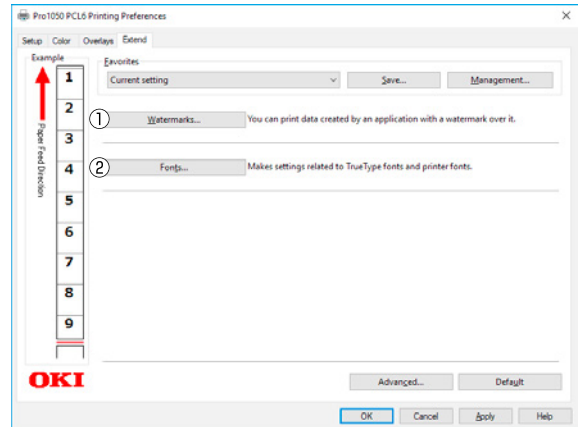 Pro1050 PCL6 Printing Preferences
Setup Color Overlays Extend
Example
Paper Feed Direction
1
2
3
4
5
6
7
8
9
OKI
Favorites
Current setting
Save...
Management...
① Watermarks... You can print data created by an application with a watermark over it.
② Fonts... Makes settings related to TrueType fonts and printer fonts.
Advanced... Default
OK Cancel Apply Help